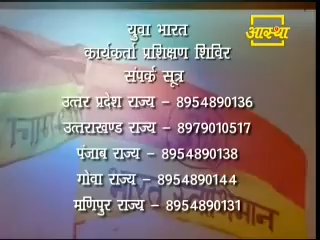 आस्था
युवा भारत
कार्यकर्ता प्रशिक्षण शिविर
संपर्क सूत्र
उत्तर प्रदेश राज्य – 8954890136
उत्तराखण्ड राज्य – 8979010517
पंजाब राज्य – 8954890138
गोवा राज्य – 8954890144
मणिपुर राज्य – 8954890131